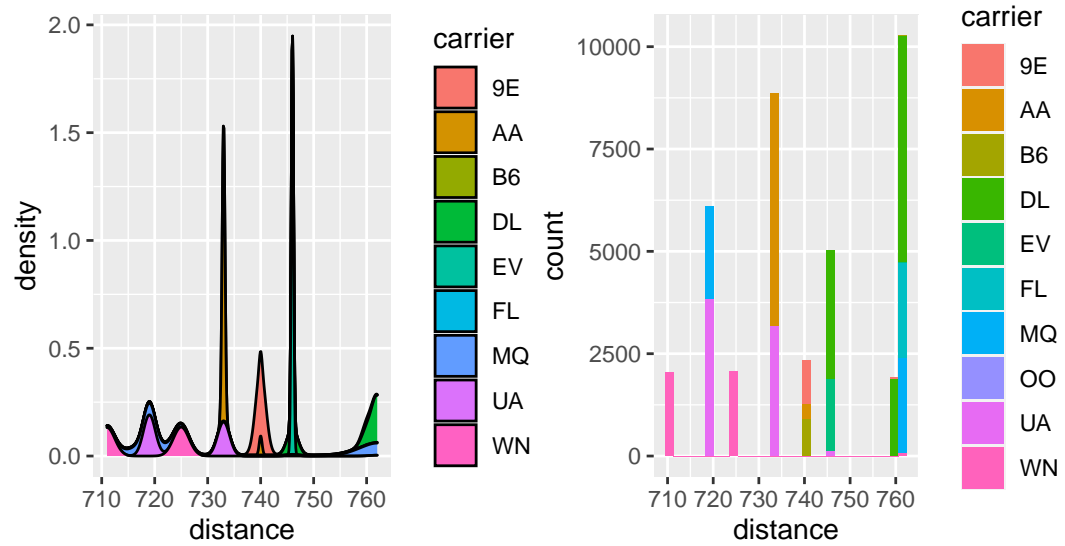 2.0
1.5
1.0
0.5
0.0
density
710 720 730 740 750 760
distance
carrier
9E
AA
B6
DL
EV
FL
MQ
UA
WN
10000
7500
5000
2500
0
count
710 720 730 740 750 760
distance
carrier
9E
AA
B6
DL
EV
FL
MQ
OO
UA
WN